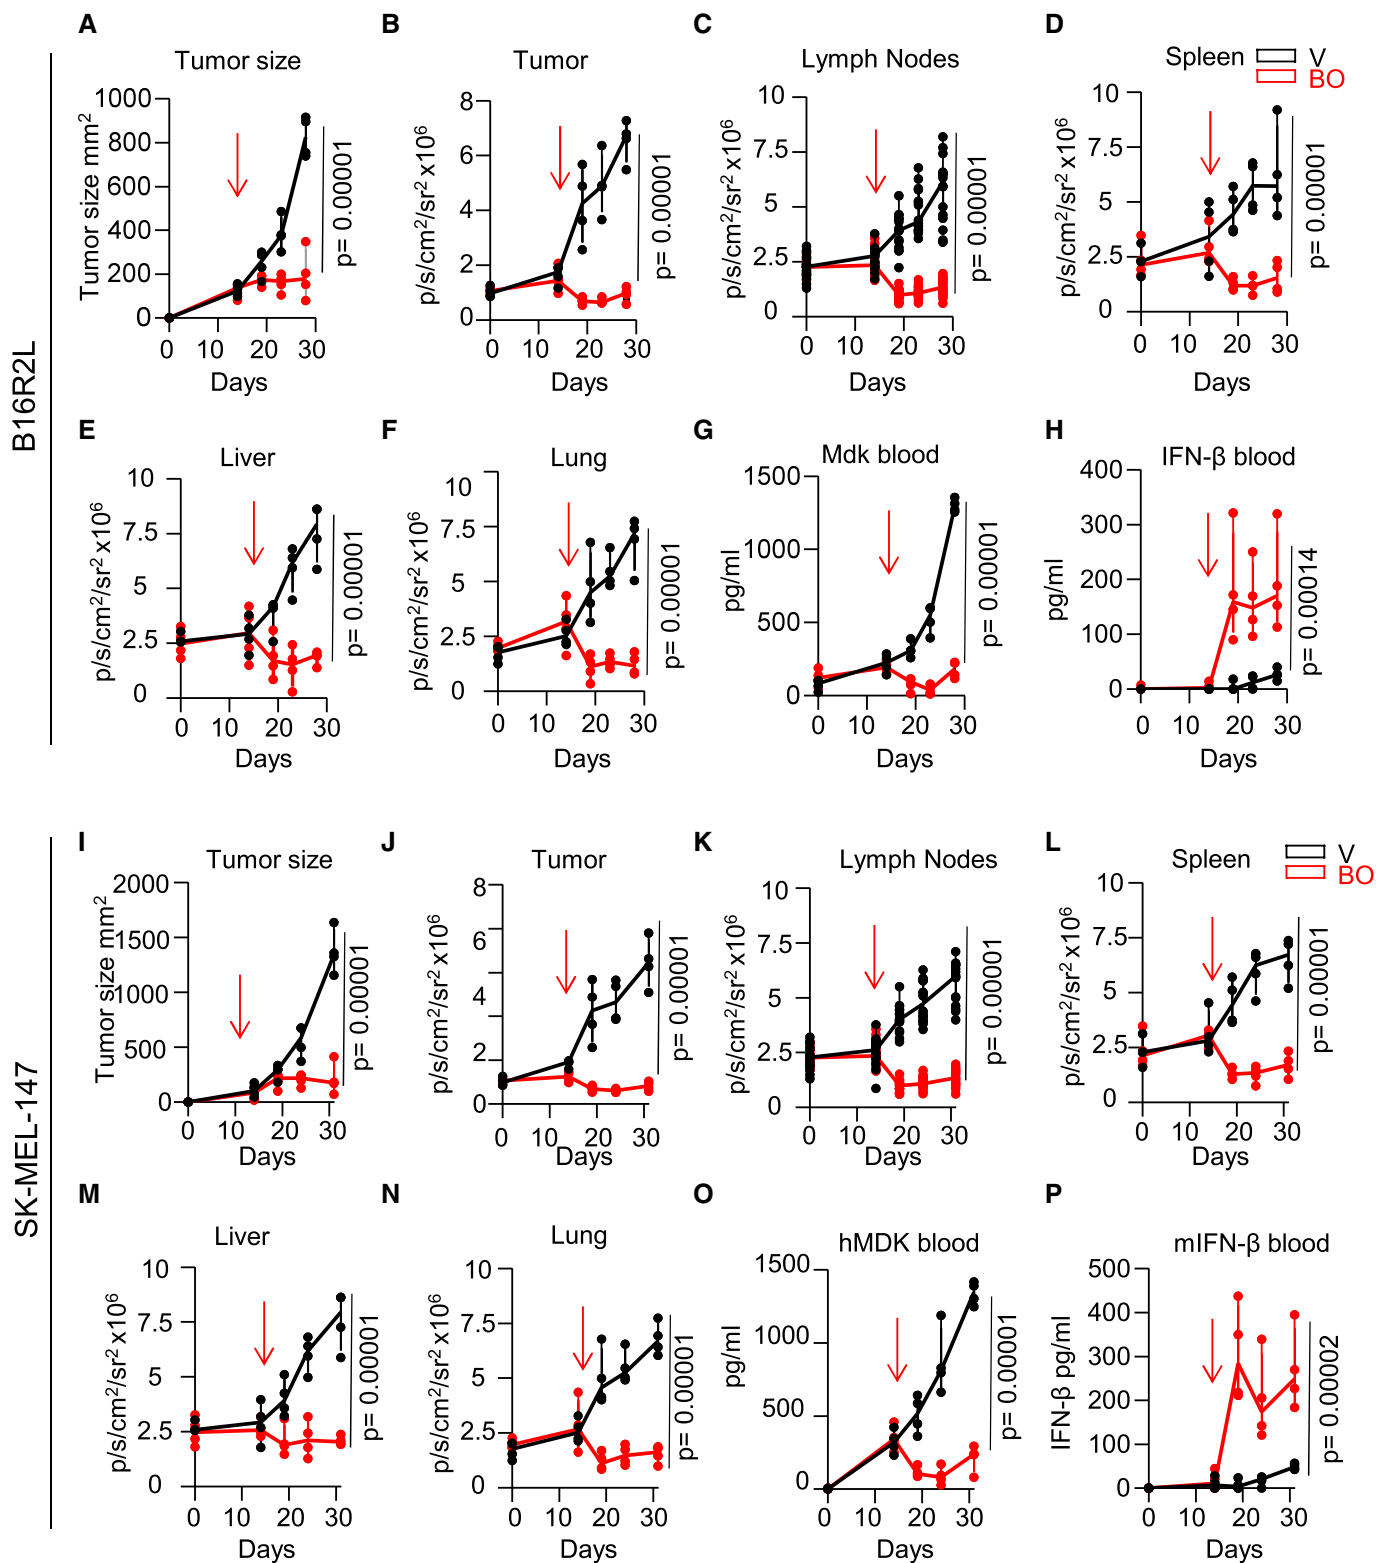 B16R2L
A
Tumor size
Tumor size mm2
1000
800
600
400
200
0
0 10 20 30
Days
p= 0.00001
B
Tumor
p/s/cm2/sr2 x106
8
6
4
2
0
0 10 20 30
Days
p= 0.00001
C
Lymph Nodes
p/s/cm2/sr2 x106
10
7.5
5
2.5
0
0 10 20 30
Days
p= 0.00001
D
Spleen
V
BO
p/s/cm2/sr2 x106
10
7.5
5
2.5
0
0 10 20 30
Days
p= 0.00001
E
Liver
p/s/cm2/sr2 x106
10
7.5
5
2.5
0
0 10 20 30
Days
p= 0.00001
F
Lung
p/s/cm2/sr2 x106
10
7.5
5
2.5
0
0 10 20 30
Days
p= 0.00001
G
Mdk blood
pg/ml
1500
1000
500
0
0 10 20 30
Days
p= 0.00001
H
IFN-β blood
pg/ml
400
300
200
100
0
0 10 20 30
Days
p= 0.00014
SK-MEL-147
I
Tumor size
Tumor size mm2
2000
1500
1000
500
0
0 10 20 30
Days
p= 0.00001
J
Tumor
p/s/cm2/sr2 x106
8
6
4
2
0
0 10 20 30
Days
p= 0.00001
K
Lymph Nodes
p/s/cm2/sr2 x106
10
7.5
5
2.5
0
0 10 20 30
Days
p= 0.00001
L
Spleen
V
BO
p/s/cm2/sr2 x106
10
7.5
5
2.5
0
0 10 20 30
Days
p= 0.00001
M
Liver
p/s/cm2/sr2 x106
10
7.5
5
2.5
0
0 10 20 30
Days
p= 0.00001
N
Lung
p/s/cm2/sr2 x106
10
7.5
5
2.5
0
0 10 20 30
Days
p= 0.00001
O
hMDK blood
pg/ml
1500
1000
500
0
0 10 20 30
Days
p= 0.00001
P
mIFN-β blood
IFN-β pg/ml
500
400
300
200
100
0
0 10 20 30
Days
p= 0.00002